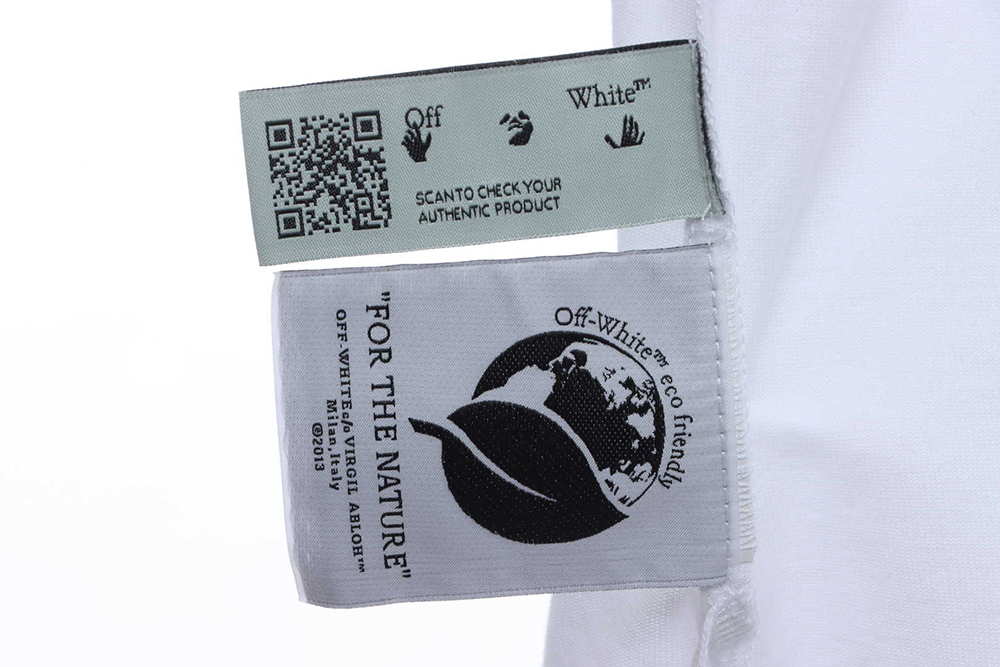 Off
White™
SCAN TO CHECK YOUR
AUTHENTIC PRODUCT
Off-White™ eco friendly
"FOR THE NATURE"
OFF-WHITE c/o VIRGIL ABLOH™
Milan, Italy
©2013